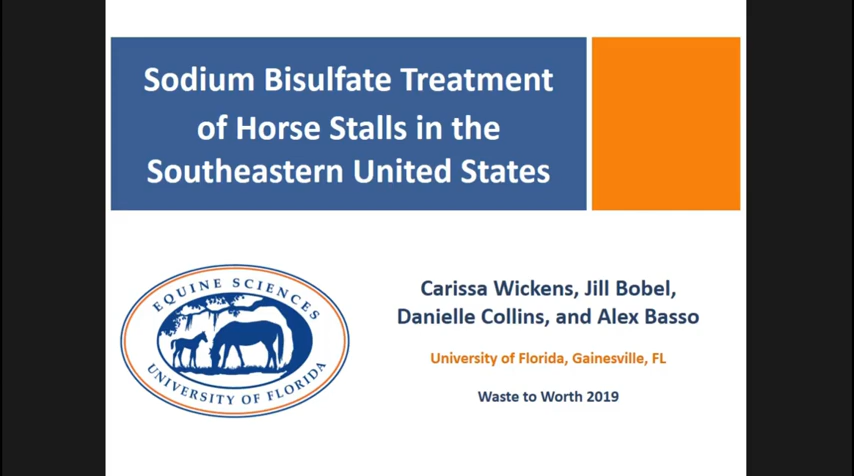 Sodium Bisulfate Treatment
of Horse Stalls in the
Southeastern United States
EQUINE SCIENCES
UNIVERSITY OF FLORIDA
Carissa Wickens, Jill Bobel,
Danielle Collins, and Alex Basso
University of Florida, Gainesville, FL
Waste to Worth 2019